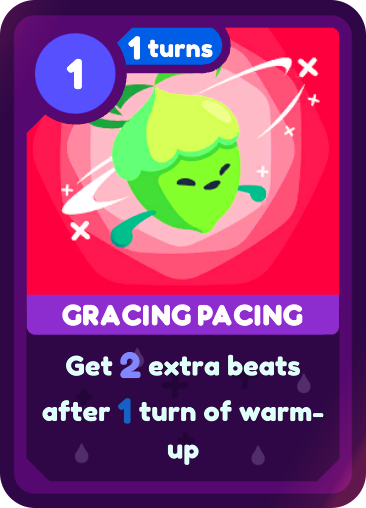 1
1 turns
GRACING PACING
Get 2 extra beats
after 1 turn of warm-
up